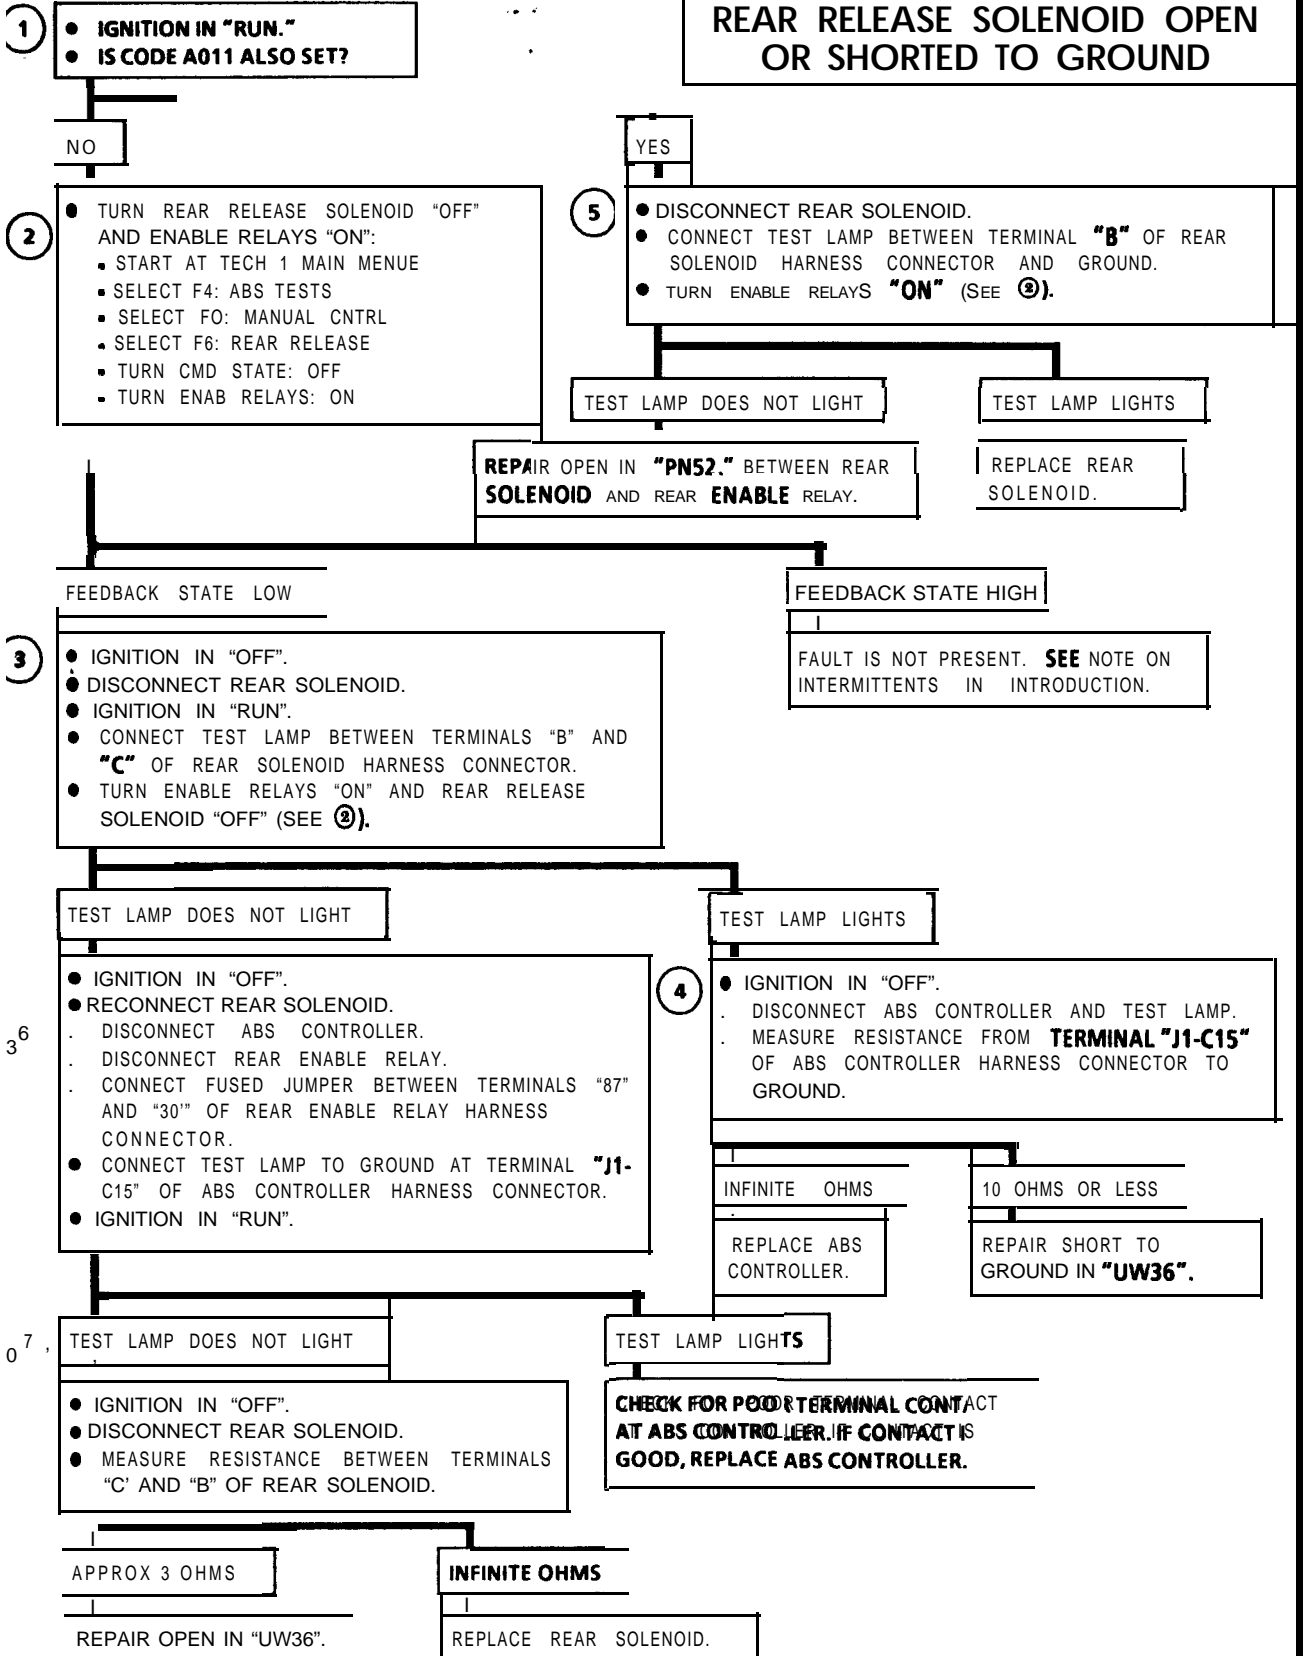 REAR RELEASE SOLENOID OPEN
OR SHORTED TO GROUND
1
● IGNITION IN "RUN."
● IS CODE A011 ALSO SET?
NO
YES
2
● TURN REAR RELEASE SOLENOID “OFF”
AND ENABLE RELAYS “ON”:
▪ START AT TECH 1 MAIN MENUE
▪ SELECT F4: ABS TESTS
▪ SELECT FO: MANUAL CNTRL
▪ SELECT F6: REAR RELEASE
▪ TURN CMD STATE: OFF
▪ TURN ENAB RELAYS: ON
5
● DISCONNECT REAR SOLENOID.
● CONNECT TEST LAMP BETWEEN TERMINAL "B" OF REAR
SOLENOID HARNESS CONNECTOR AND GROUND.
● TURN ENABLE RELAYS "ON" (SEE ②).
TEST LAMP DOES NOT LIGHT
TEST LAMP LIGHTS
REPAIR OPEN IN "PN52." BETWEEN REAR
SOLENOID AND REAR ENABLE RELAY.
REPLACE REAR
SOLENOID.
FEEDBACK STATE LOW
FEEDBACK STATE HIGH
3
● IGNITION IN “OFF”.
● DISCONNECT REAR SOLENOID.
● IGNITION IN “RUN”.
● CONNECT TEST LAMP BETWEEN TERMINALS “B” AND
"C" OF REAR SOLENOID HARNESS CONNECTOR.
● TURN ENABLE RELAYS “ON” AND REAR RELEASE
SOLENOID “OFF” (SEE ②).
FAULT IS NOT PRESENT. SEE NOTE ON
INTERMITTENTS IN INTRODUCTION.
TEST LAMP DOES NOT LIGHT
TEST LAMP LIGHTS
36
● IGNITION IN “OFF”.
● RECONNECT REAR SOLENOID.
. DISCONNECT ABS CONTROLLER.
. DISCONNECT REAR ENABLE RELAY.
. CONNECT FUSED JUMPER BETWEEN TERMINALS “87”
AND “30'” OF REAR ENABLE RELAY HARNESS
CONNECTOR.
● CONNECT TEST LAMP TO GROUND AT TERMINAL "J1-
C15” OF ABS CONTROLLER HARNESS CONNECTOR.
● IGNITION IN “RUN”.
4
● IGNITION IN “OFF”.
. DISCONNECT ABS CONTROLLER AND TEST LAMP.
. MEASURE RESISTANCE FROM TERMINAL "J1-C15"
OF ABS CONTROLLER HARNESS CONNECTOR TO
GROUND.
INFINITE OHMS
10 OHMS OR LESS
REPLACE ABS
CONTROLLER.
REPAIR SHORT TO
GROUND IN "UW36".
07,
TEST LAMP DOES NOT LIGHT
TEST LAMP LIGHTS
● IGNITION IN “OFF”.
● DISCONNECT REAR SOLENOID.
● MEASURE RESISTANCE BETWEEN TERMINALS
“C' AND “B” OF REAR SOLENOID.
CHECK FOR POOR TERMINAL CONTACT
AT ABS CONTROLLER. IF CONTACT IS
GOOD, REPLACE ABS CONTROLLER.
APPROX 3 OHMS
INFINITE OHMS
REPAIR OPEN IN “UW36”.
REPLACE REAR SOLENOID.